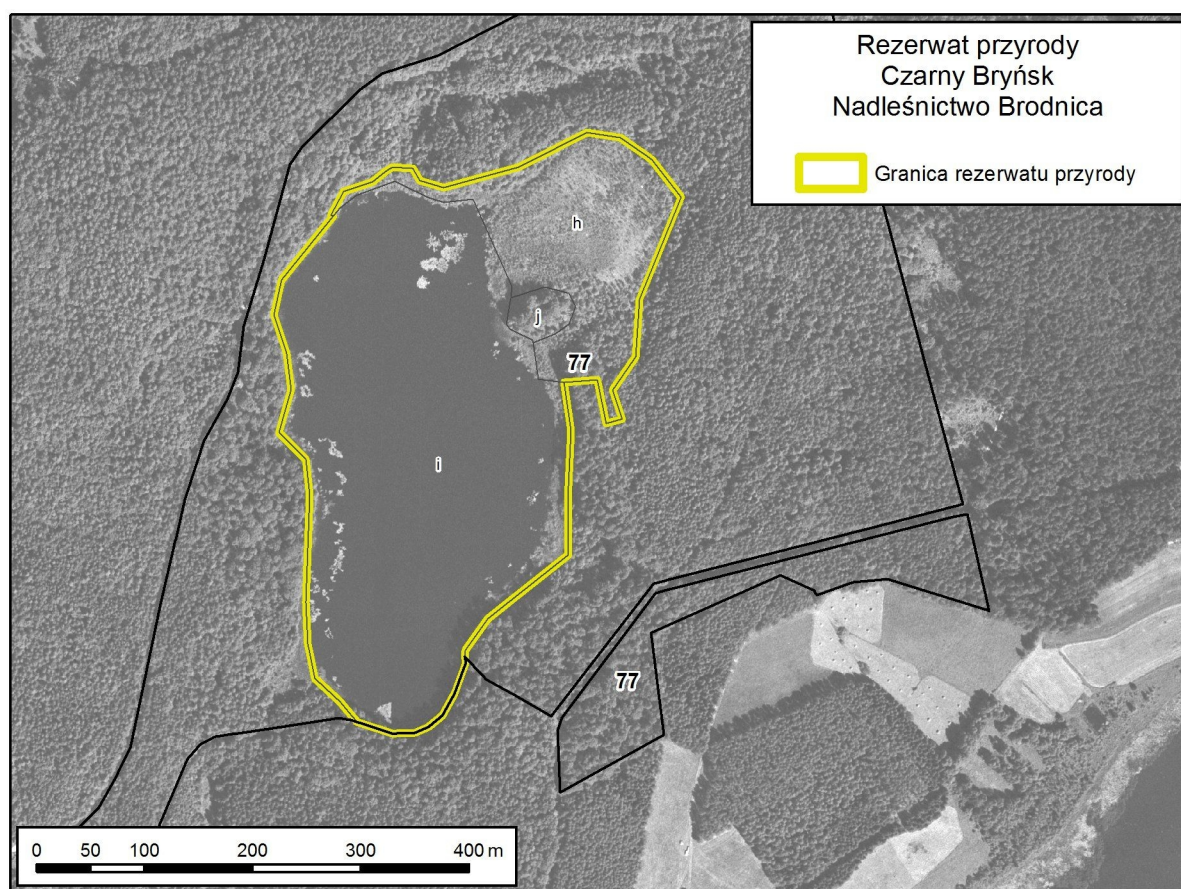 Rezerwat przyrody
Czarny Bryńsk
Nadleśnictwo Brodnica
Granica rezerwatu przyrody
h
j
77
i
77
0 50 100 200 300 400 m